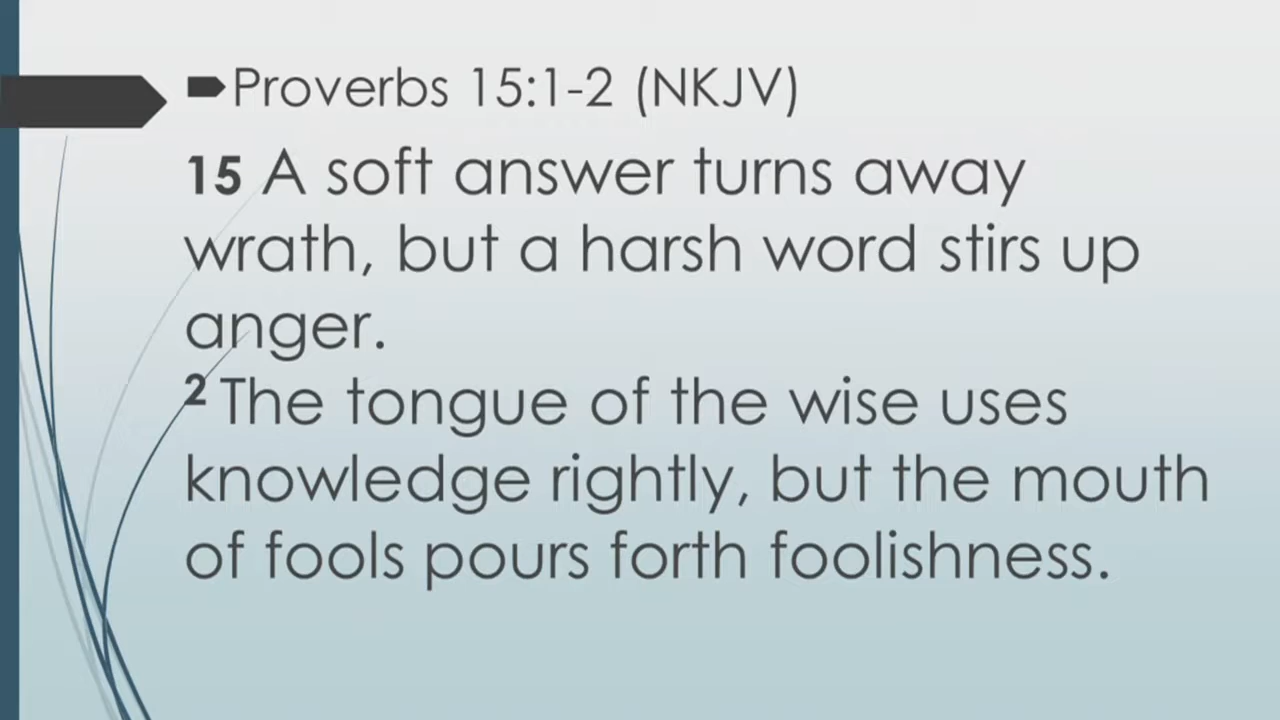 Proverbs 15:1-2 (NKJV)
15 A soft answer turns away
wrath, but a harsh word stirs up
anger.
2 The tongue of the wise uses
knowledge rightly, but the mouth
of fools pours forth foolishness.